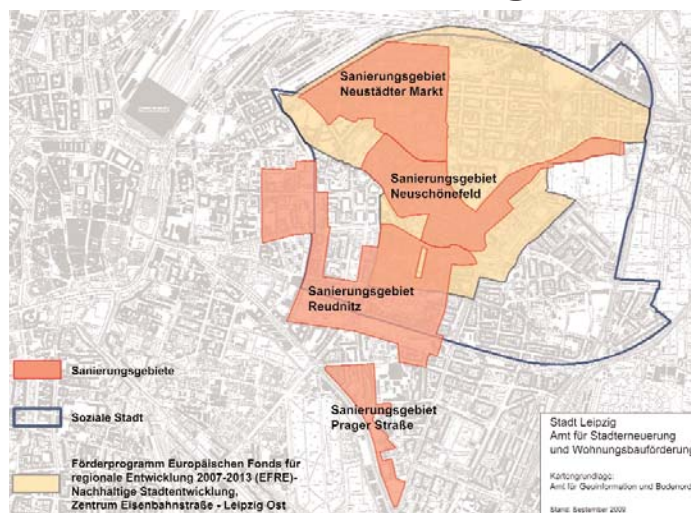 Sanierungsgebiet
Neustädter Markt
Sanierungsgebiet
Neuschönefeld
Sanierungsgebiet
Reudnitz
Sanierungsgebiete
Soziale Stadt
Sanierungsgebiet
Prager Straße
Förderprogramm Europäischen Fonds für
regionale Entwicklung 2007-2013 (EFRE)-
Nachhaltige Stadtentwicklung,
Zentrum Eisenbahnstraße - Leipzig Ost
Stadt Leipzig
Amt für Stadterneuerung
und Wohnungsbauförderung
Kartengrundlage:
Amt für Geoinformation und Bodenord
Stand: September 2009